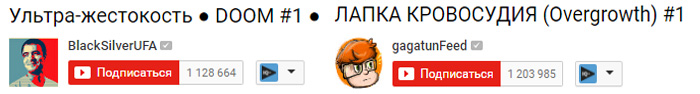 Ультра-жестокость ● DOOM #1 ●
BlackSilverUFA
Подписаться 1 128 664
ЛАПКА КРОВОСУДИЯ (Overgrowth) #1
gagatunFeed
Подписаться 1 203 985